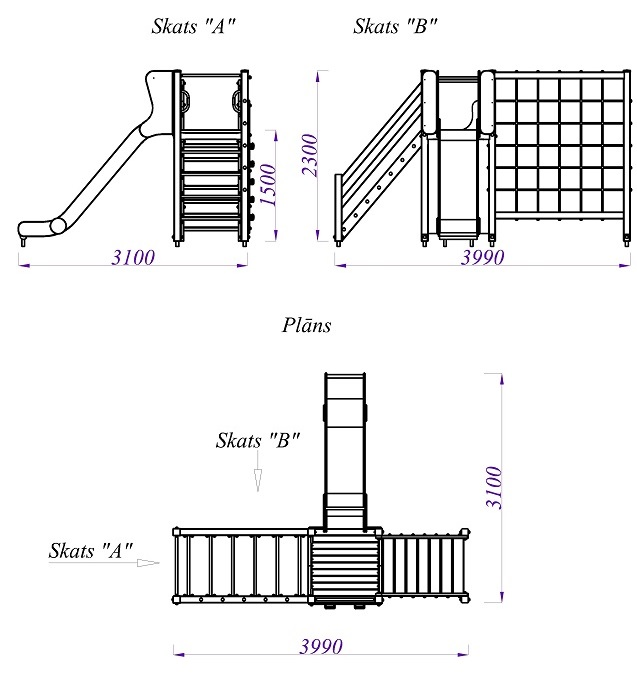 Skats "A"
Skats "B"
2300
1500
3100
3990
Plāns
Skats "B"
3100
Skats "A"
3990